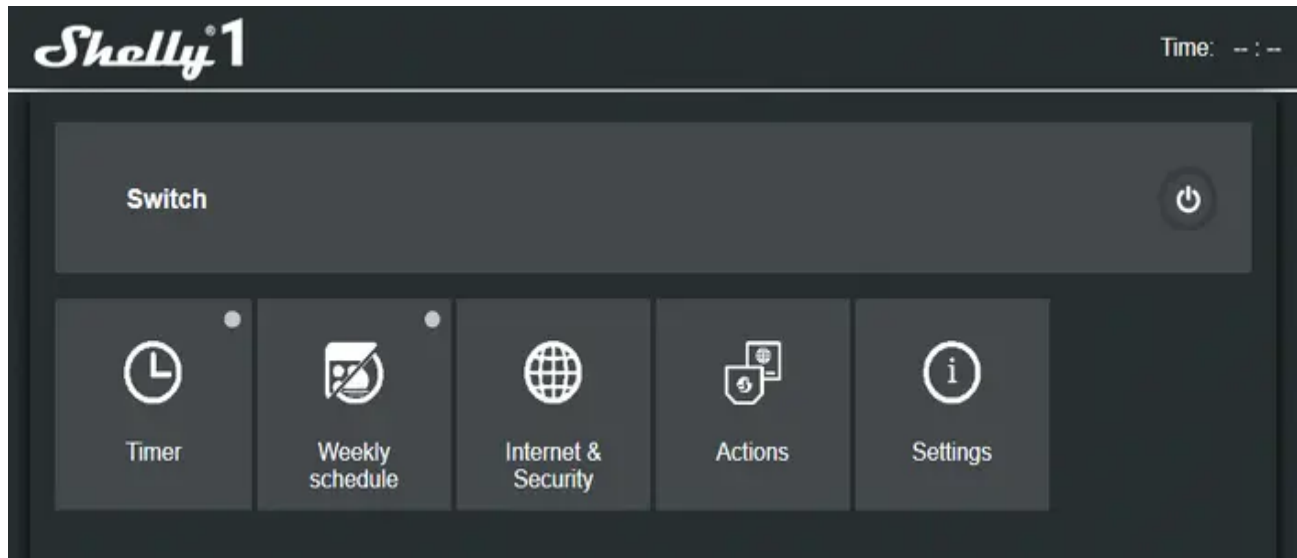 Shelly® 1
Time: -- : --
Switch
Timer
Weekly
schedule
Internet &
Security
Actions
Settings